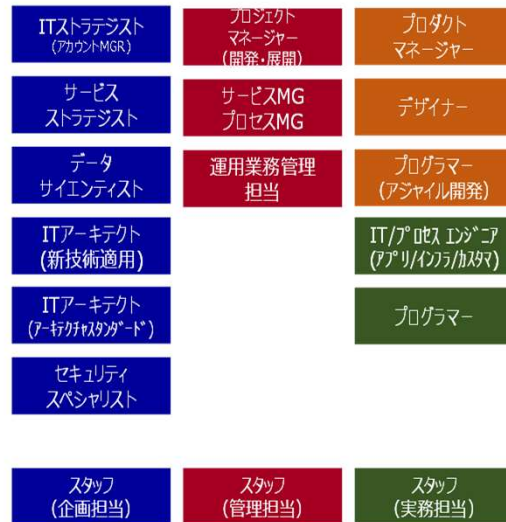 ITストラテジスト
(アカウントMGR)
プロジェクト
マネージャー
(開発・展開)
プロダクト
マネージャー
サービス
ストラテジスト
サービスMG
プロセスMG
デザイナー
データ
サイエンティスト
運用業務管理
担当
プログラマー
(アジャイル開発)
ITアーキテクト
(新技術適用)
IT/プロセス エンジニア
(アプリ/インフラ/カスタマ)
ITアーキテクト
(アーキテクチャスタンダード)
プログラマー
セキュリティ
スペシャリスト
スタッフ
(企画担当)
スタッフ
(管理担当)
スタッフ
(実務担当)